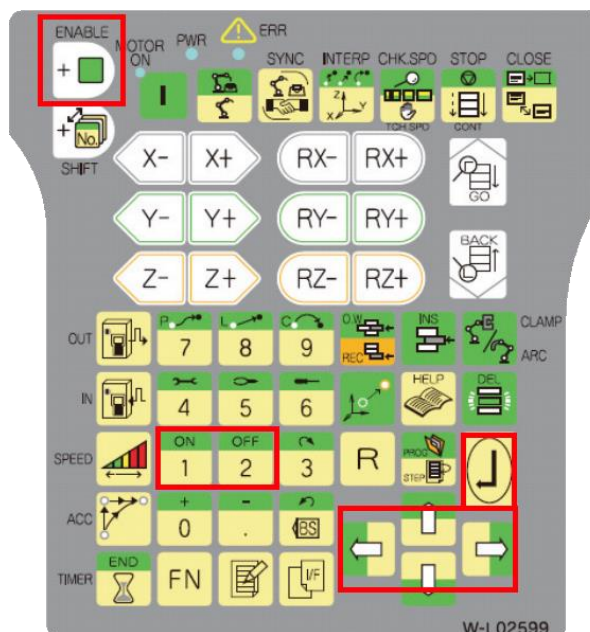 ENABLE
ERR
MOTOR ON
PWR
SYNC
INTERP
CHK.SPD
STOP
CLOSE
+
I
Z
X
Y
TCH SPD
CONT
+ No.
SHIFT
X- X+ RX- RX+
GO
Y- Y+ RY- RY+
BACK
Z- Z+ RZ- RZ+
OUT
P
7
L
8
C
9
O.W
REC
INS
CLAMP
ARC
IN
4
5
6
HELP
DEL
SPEED
ON
1
OFF
2
3
R
PROG
STEP
ACC
+
0
-
.
BS
TIMER
END
FN
I/F
W-L02599